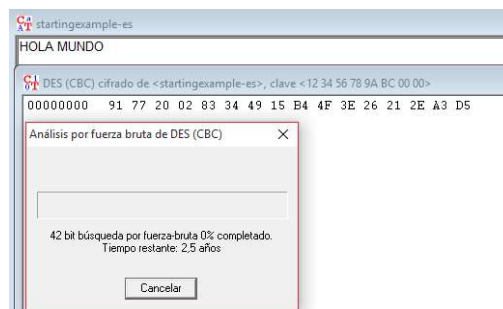 startingexample-es
HOLA MUNDO
DES (CBC) cifrado de <startingexample-es>, clave <12 34 56 78 9A BC 00 00>
00000000 91 77 20 02 83 34 49 15 B4 4F 3E 26 21 2E A3 D5
Análisis por fuerza bruta de DES (CBC)
42 bit búsqueda por fuerza-bruta 0% completado.
Tiempo restante: 2,5 años
Cancelar